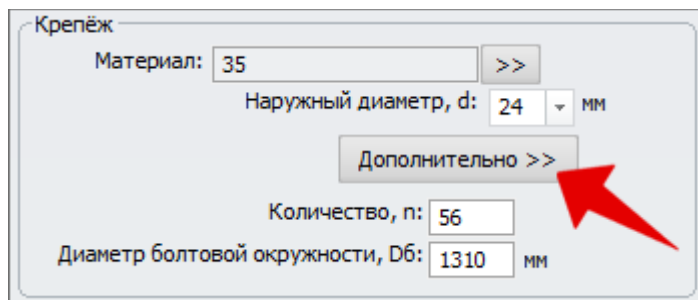 Крепёж
Материал: 35 >>
Наружный диаметр, d: 24 мм
Дополнительно >>
Количество, n: 56
Диаметр болтовой окружности, Dб: 1310 мм